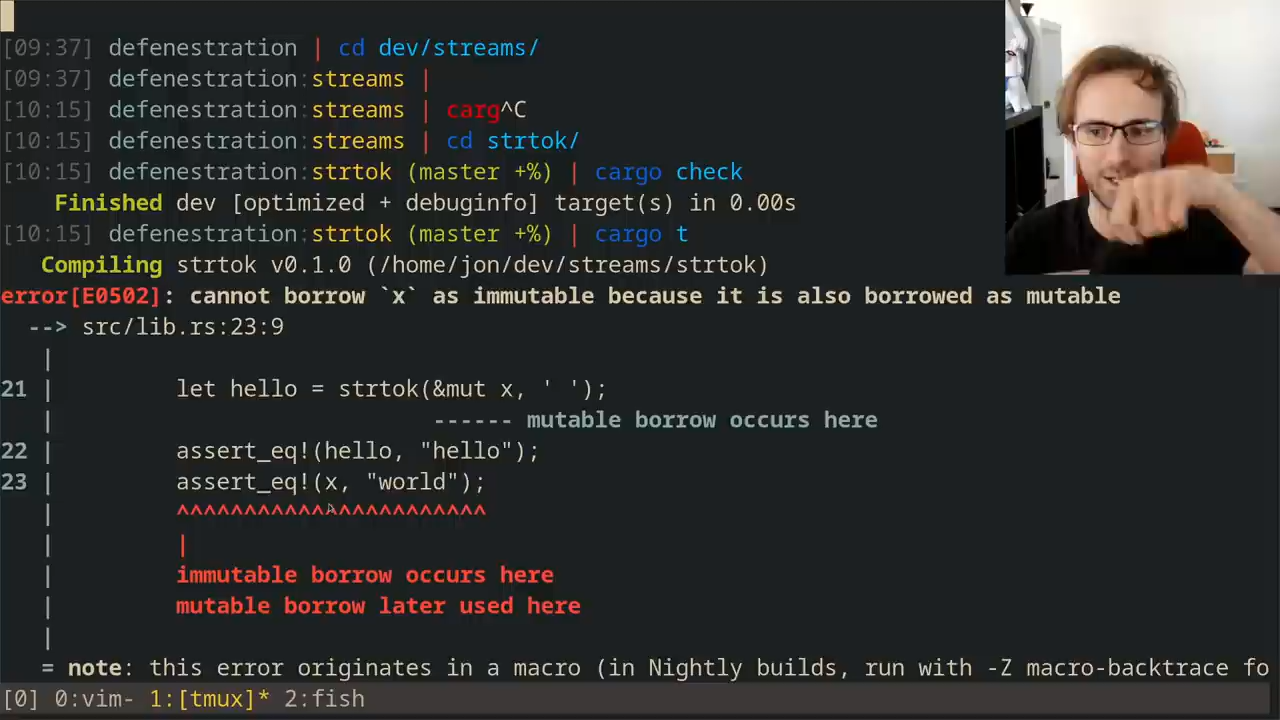 [09:37] defenestration | cd dev/streams/
[09:37] defenestration:streams |
[10:15] defenestration:streams | carg^C
[10:15] defenestration:streams | cd strtok/
[10:15] defenestration:strtok (master +%) | cargo check
    Finished dev [optimized + debuginfo] target(s) in 0.00s
[10:15] defenestration:strtok (master +%) | cargo t
   Compiling strtok v0.1.0 (/home/jon/dev/streams/strtok)
error[E0502]: cannot borrow `x` as immutable because it is also borrowed as mutable
  --> src/lib.rs:23:9
   |
21 |         let hello = strtok(&mut x, ' ');
   |                            ------ mutable borrow occurs here
22 |         assert_eq!(hello, "hello");
23 |         assert_eq!(x, "world");
   |         ^^^^^^^^^^^^^^^^^^^^^^^
   |         |
   |         immutable borrow occurs here
   |         mutable borrow later used here
   |
   = note: this error originates in a macro (in Nightly builds, run with -Z macro-backtrace fo
[0] 0:vim- 1:[tmux]* 2:fish